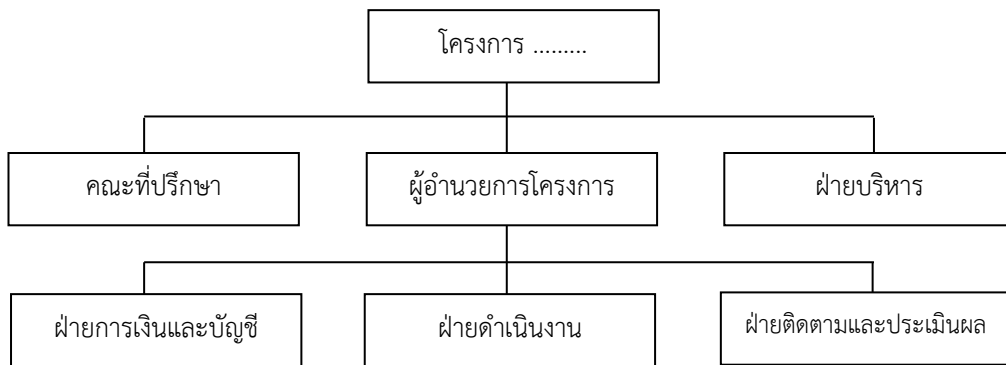 โครงการ .........
คณะที่ปรึกษา
ผู้อำนวยการโครงการ
ฝ่ายบริหาร
ฝ่ายการเงินและบัญชี
ฝ่ายดำเนินงาน
ฝ่ายติดตามและประเมินผล